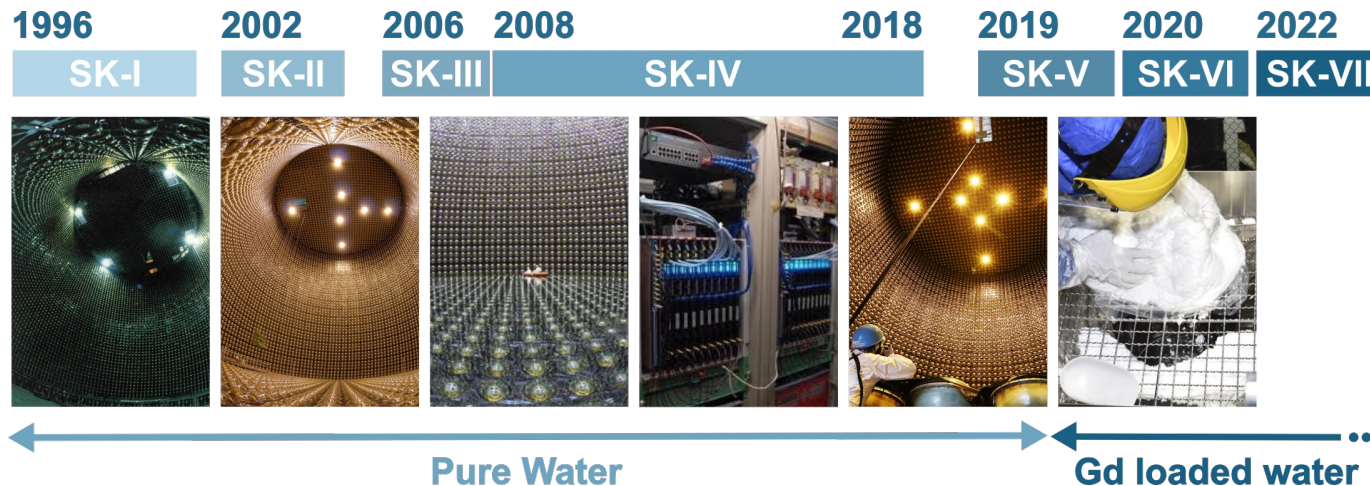 1996 2002 2006 2008 2018 2019 2020 2022
SK-I SK-II SK-III SK-IV SK-V SK-VI SK-VII
Pure Water Gd loaded water